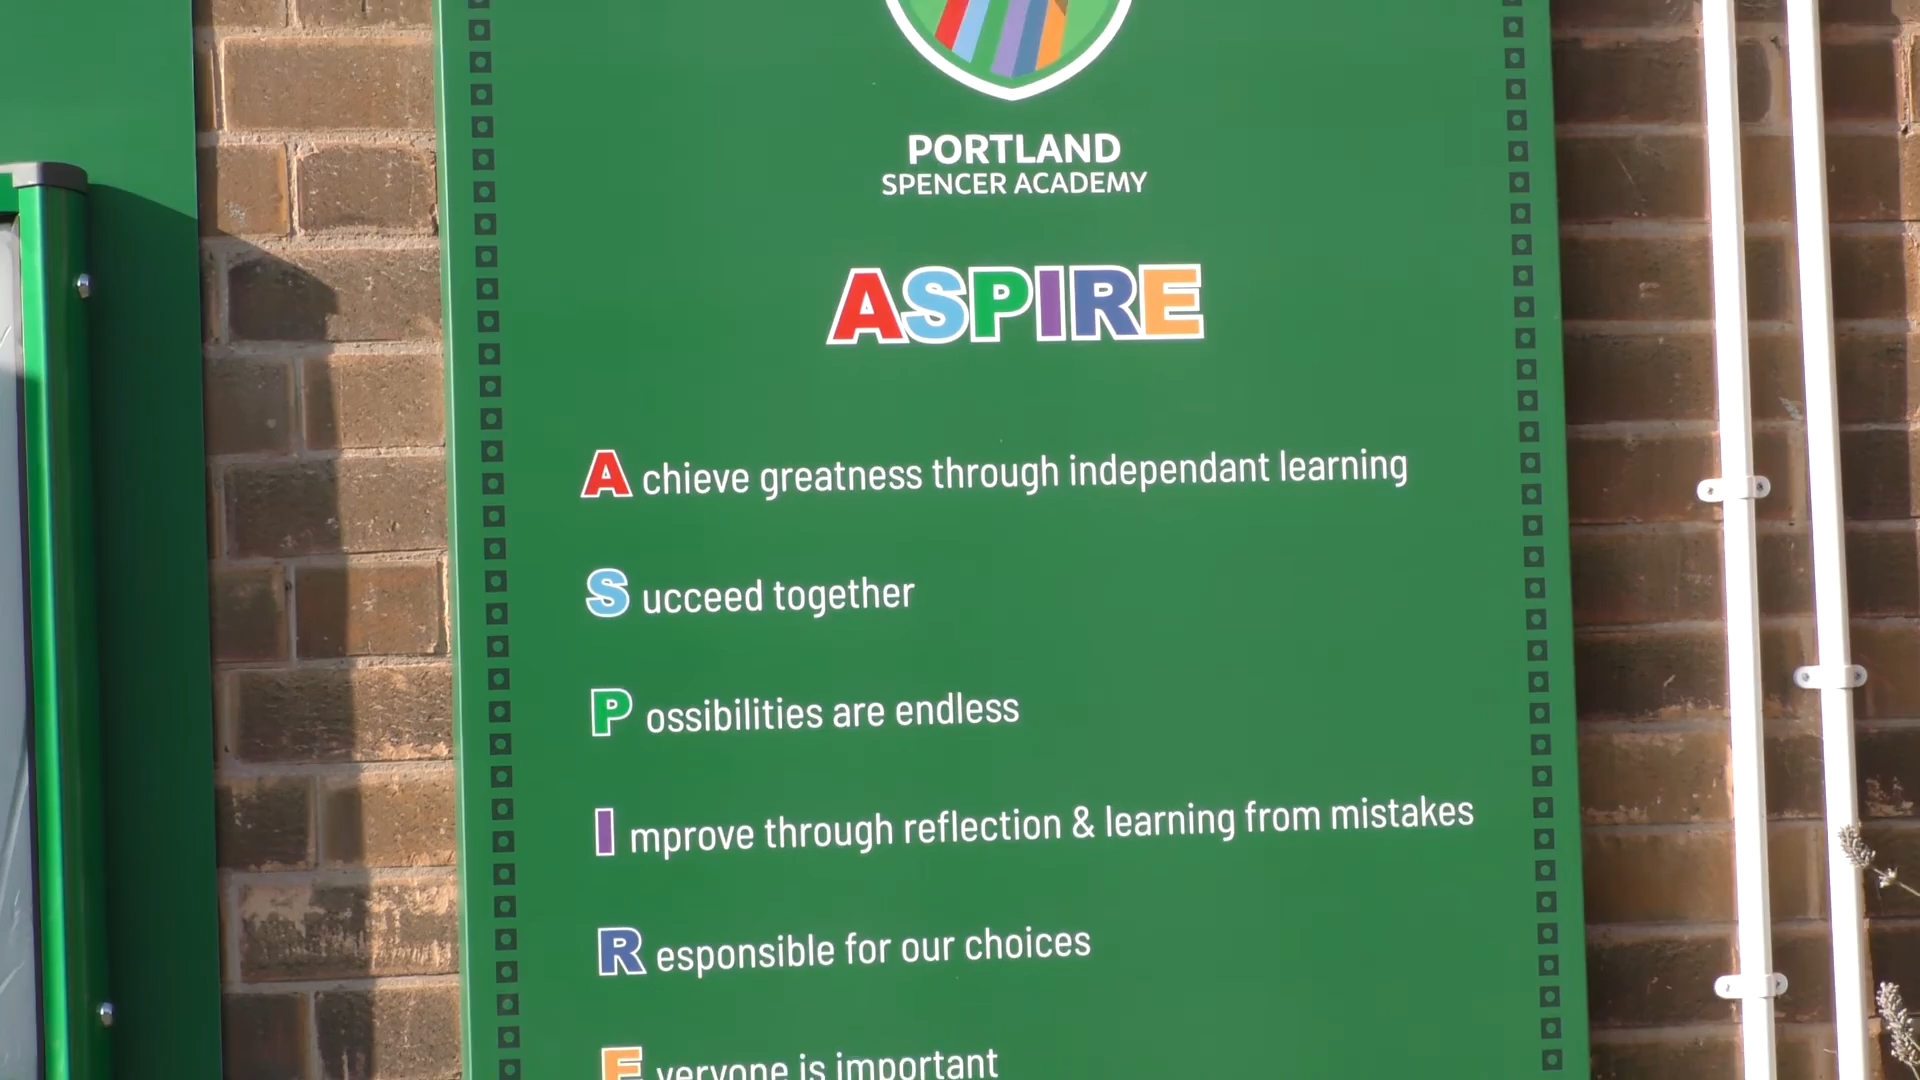 PORTLAND
SPENCER ACADEMY
ASPIRE
Achieve greatness through independant learning
Succeed together
Possibilities are endless
Improve through reflection & learning from mistakes
Responsible for our choices
Everyone is important